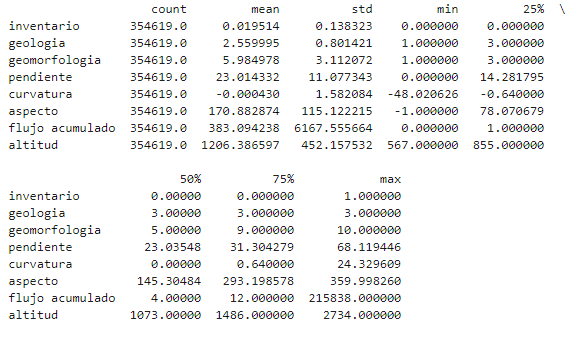 count mean std min 25% \
inventario 354619.0 0.019514 0.138323 0.000000 0.000000
geologia 354619.0 2.559995 0.801421 1.000000 3.000000
geomorfologia 354619.0 5.984978 3.112072 1.000000 3.000000
pendiente 354619.0 23.014332 11.077343 0.000000 14.281795
curvatura 354619.0 -0.000430 1.582084 -48.020626 -0.640000
aspecto 354619.0 170.882874 115.122215 -1.000000 78.070679
flujo acumulado 354619.0 383.094238 6167.555664 0.000000 1.000000
altitud 354619.0 1206.386597 452.157532 567.000000 855.000000
50% 75% max
inventario 0.00000 0.000000 1.000000
geologia 3.00000 3.000000 3.000000
geomorfologia 5.00000 9.000000 10.000000
pendiente 23.03548 31.304279 68.119446
curvatura 0.00000 0.640000 24.329609
aspecto 145.30484 293.198578 359.998260
flujo acumulado 4.00000 12.000000 215838.000000
altitud 1073.00000 1486.000000 2734.000000